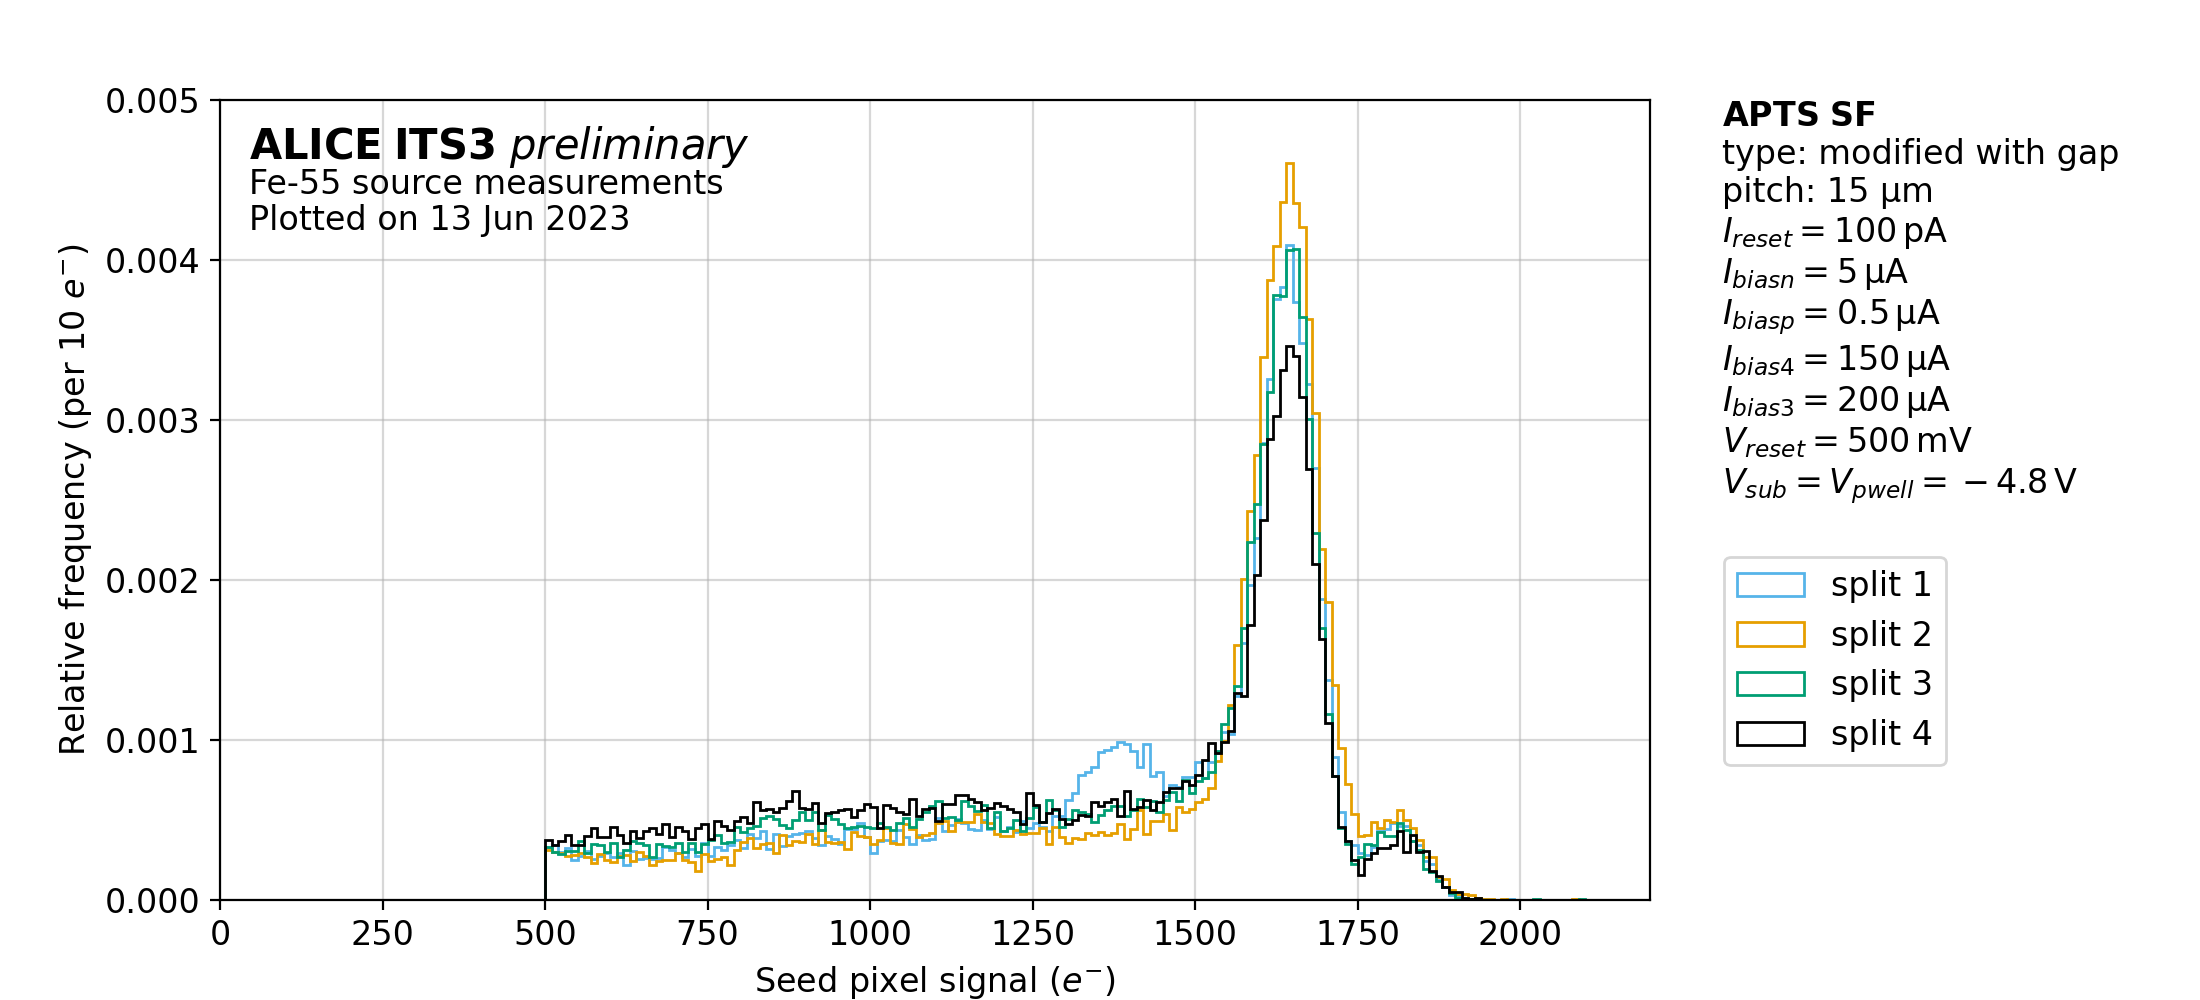 ALICE ITS3 preliminary
Fe-55 source measurements
Plotted on 13 Jun 2023
Relative frequency (per 10 e⁻)
0.005
0.004
0.003
0.002
0.001
0.000
0 250 500 750 1000 1250 1500 1750 2000
Seed pixel signal (e⁻)
APTS SF
type: modified with gap
pitch: 15 μm
I_reset = 100 pA
I_biasn = 5 μA
I_biasp = 0.5 μA
I_bias4 = 150 μA
I_bias3 = 200 μA
V_reset = 500 mV
V_sub = V_pwell = −4.8 V
split 1
split 2
split 3
split 4